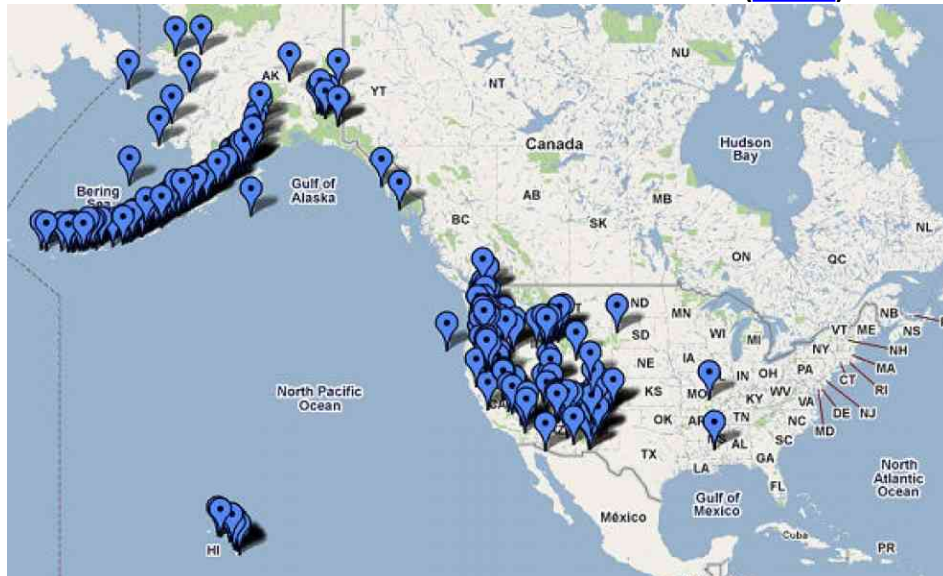 NU
AK
YT
NT
Canada
Hudson
Bay
Bering
Sea
Gulf of
Alaska
AB
MB
BC
SK
NL
ON
QC
ND
MN
NB
VT
ME
NS
SD
WI
MI
NY
NH
NE
IA
MA
IN
OH
PA
CT
RI
North Pacific
Ocean
KS
MO
KY
WV
VA
DE
NJ
MD
OK
AR
TN
NC
SC
AL
GA
TX
LA
FL
North
Atlantic
Ocean
Gulf of
Mexico
México
Cuba
HI
PR